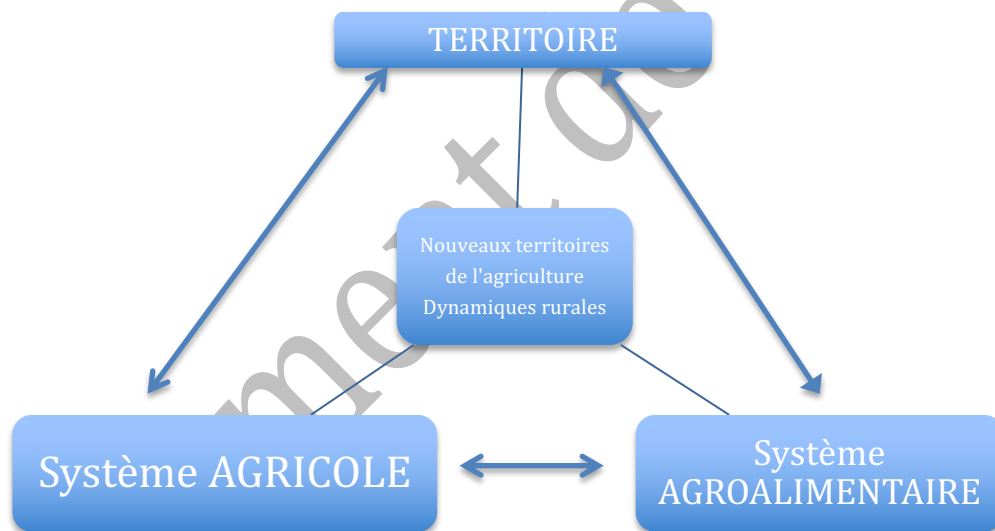 TERRITOIRE
Nouveaux territoires
de l'agriculture
Dynamiques rurales
Système AGRICOLE
Système
AGROALIMENTAIRE